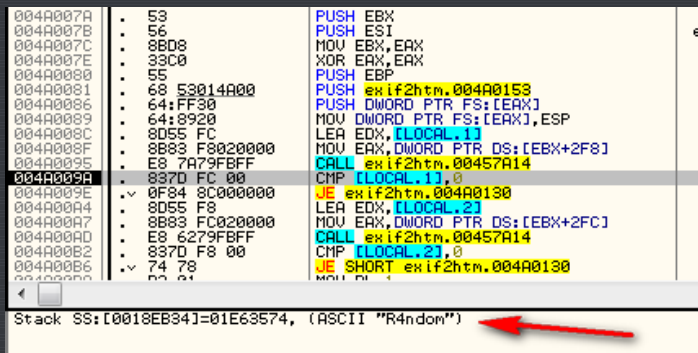 004A007A . 53 PUSH EBX
004A007B . 56 PUSH ESI
004A007C . 8BD8 MOV EBX,EAX
004A007E . 33C0 XOR EAX,EAX
004A0080 . 55 PUSH EBP
004A0081 . 68 53014A00 PUSH exif2htm.004A0153
004A0086 . 64:FF30 PUSH DWORD PTR FS:[EAX]
004A0089 . 64:8920 MOV DWORD PTR FS:[EAX],ESP
004A008C . 8D55 FC LEA EDX,[LOCAL.1]
004A008F . 8B83 F8020000 MOV EAX,DWORD PTR DS:[EBX+2F8]
004A0095 . E8 7A79FBFF CALL exif2htm.00457A14
004A009A . 837D FC 00 CMP [LOCAL.1],0
004A009E .v 0F84 8C000000 JE exif2htm.004A0130
004A00A4 . 8D55 F8 LEA EDX,[LOCAL.2]
004A00A7 . 8B83 FC020000 MOV EAX,DWORD PTR DS:[EBX+2FC]
004A00AD . E8 6279FBFF CALL exif2htm.00457A14
004A00B2 . 837D F8 00 CMP [LOCAL.2],0
004A00B6 .v 74 78 JE SHORT exif2htm.004A0130
Stack SS:[0018EB34]=01E63574, (ASCII "R4ndom")